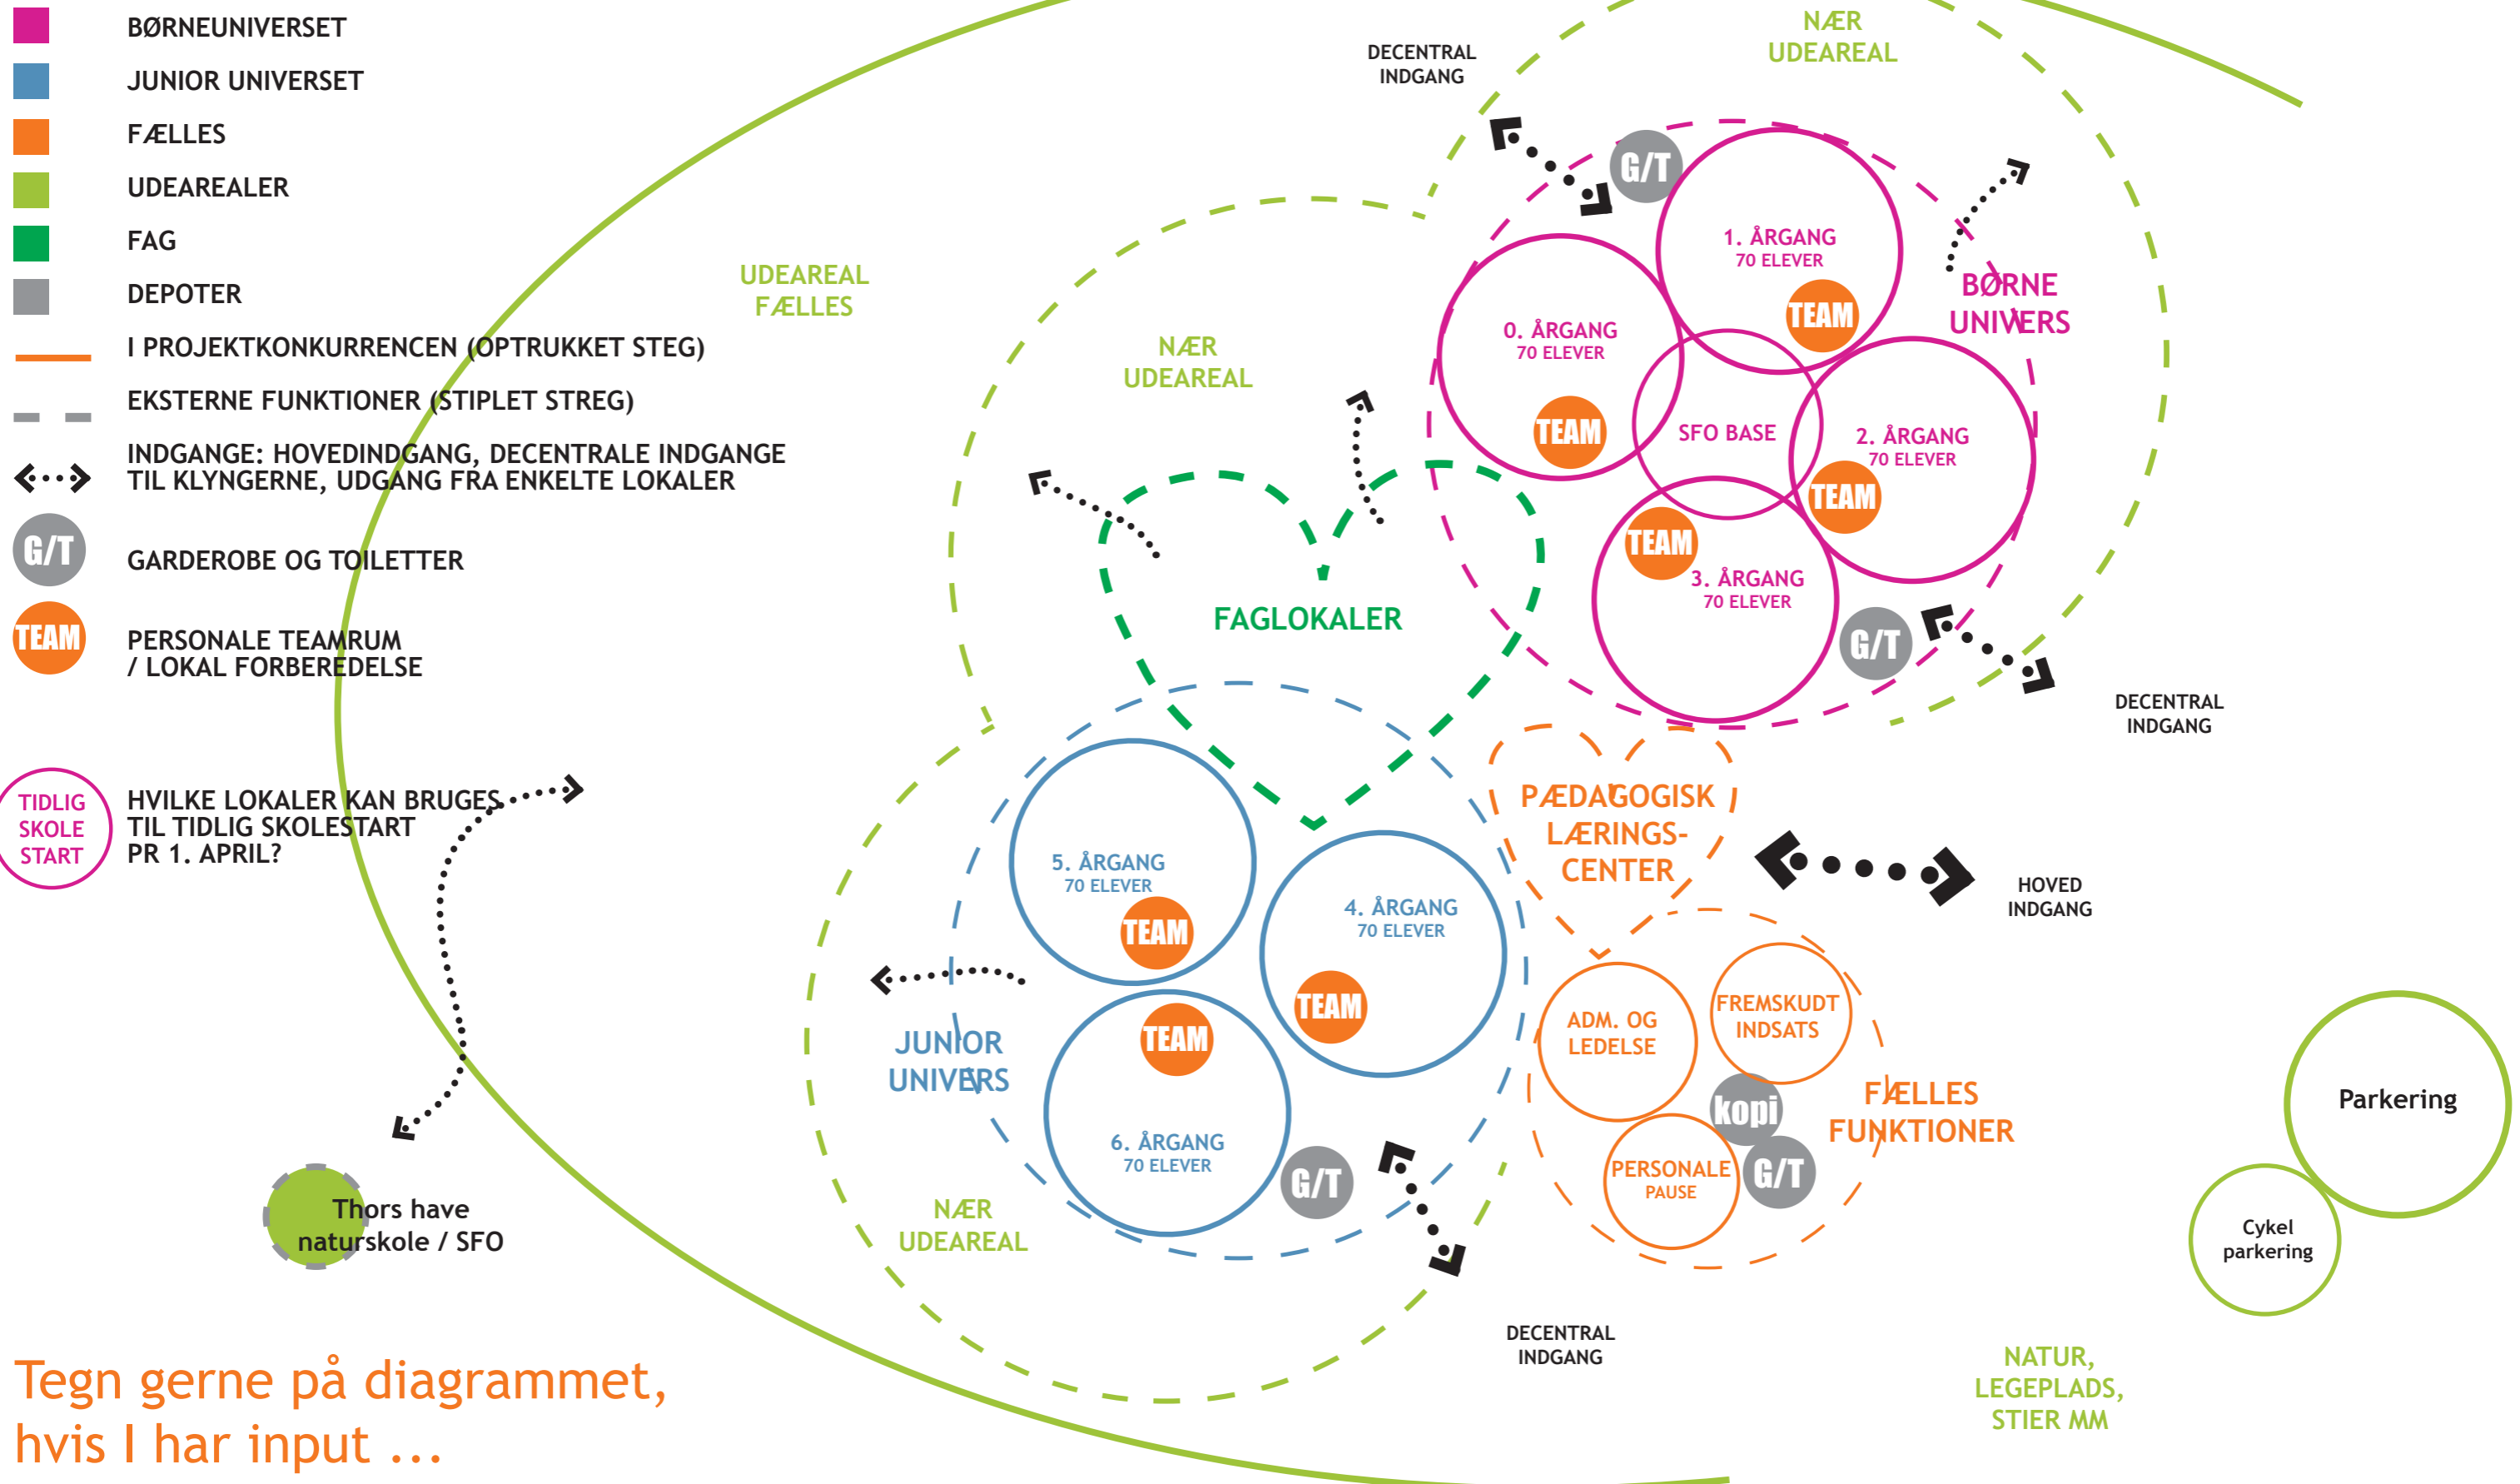 BØRNEUNIVERSET
JUNIOR UNIVERSET
FÆLLES
UDEAREALER
FAG
DEPOTER
I PROJEKTKONKURRENCEN (OPTRUKKET STEG)
EKSTERNE FUNKTIONER (STIPLET STREG)
INDGANGE: HOVEDINDGANG, DECENTRALE INDGANGE
TIL KLYNGERNE, UDGANG FRA ENKELTE LOKALER
G/T
GARDEROBE OG TOILETTER
TEAM
PERSONALE TEAMRUM
/ LOKAL FORBEREDELSE
TIDLIG
SKOLE
START
HVILKE LOKALER KAN BRUGES
TIL TIDLIG SKOLESTART
PR 1. APRIL?
Thors have
naturskole / SFO
Tegn gerne på diagrammet,
hvis I har input ...
UDEAREAL
FÆLLES
NÆR
UDEAREAL
DECENTRAL
INDGANG
NÆR
UDEAREAL
G/T
1. ÅRGANG
70 ELEVER
TEAM
BØRNE
UNIVERS
0. ÅRGANG
70 ELEVER
TEAM
SFO BASE
2. ÅRGANG
70 ELEVER
TEAM
TEAM
3. ÅRGANG
70 ELEVER
G/T
DECENTRAL
INDGANG
FAGLOKALER
PÆDAGOGISK
LÆRINGS-
CENTER
HOVED
INDGANG
5. ÅRGANG
70 ELEVER
TEAM
4. ÅRGANG
70 ELEVER
TEAM
TEAM
6. ÅRGANG
70 ELEVER
JUNIOR
UNIVERS
G/T
NÆR
UDEAREAL
DECENTRAL
INDGANG
ADM. OG
LEDELSE
FREMSKUDT
INDSATS
kopi
FÆLLES
FUNKTIONER
PERSONALE
PAUSE
G/T
Parkering
Cykel
parkering
NATUR,
LEGEPLADS,
STIER MM